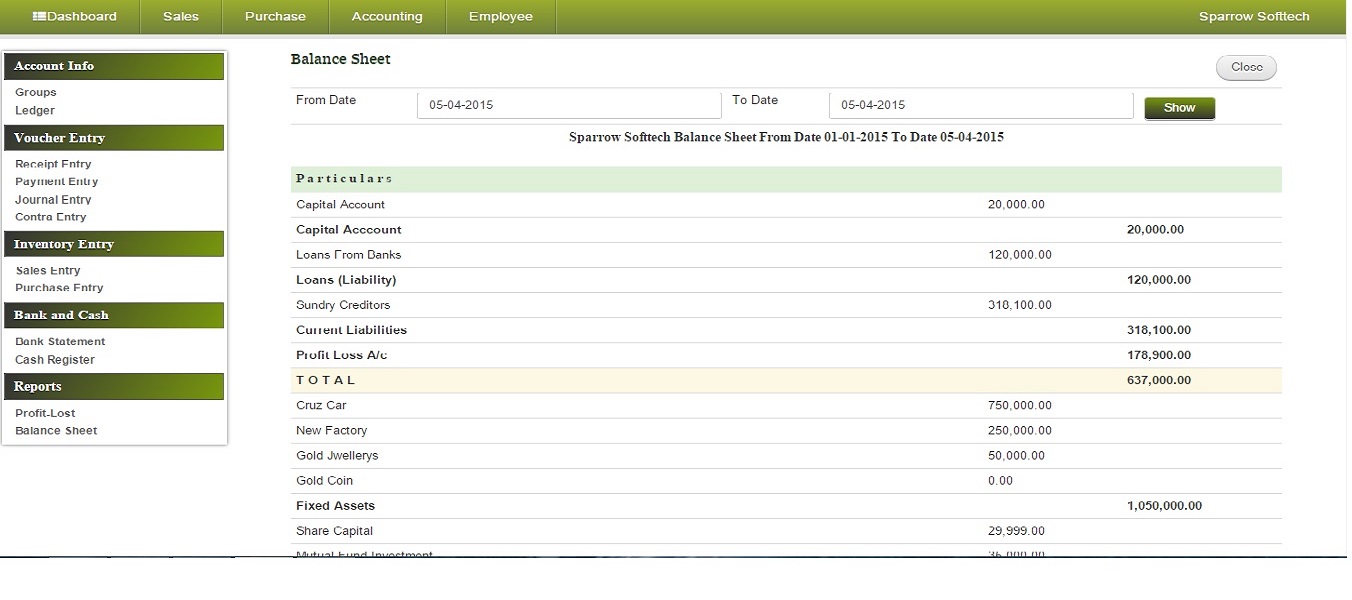 Dashboard Sales Purchase Accounting Employee Sparrow Softtech
Account Info
Groups
Ledger
Voucher Entry
Receipt Entry
Payment Entry
Journal Entry
Contra Entry
Inventory Entry
Sales Entry
Purchase Entry
Bank and Cash
Bank Statement
Cash Register
Reports
Profit-Lost
Balance Sheet
Balance Sheet
Close
From Date 05-04-2015 To Date 05-04-2015 Show
Sparrow Softtech Balance Sheet From Date 01-01-2015 To Date 05-04-2015
Particulars
Capital Account 20,000.00
Capital Acccount 20,000.00
Loans From Banks 120,000.00
Loans (Liability) 120,000.00
Sundry Creditors 318,100.00
Current Liabilities 318,100.00
Profit Loss A/c 178,900.00
TOTAL 637,000.00
Cruz Car 750,000.00
New Factory 250,000.00
Gold Jwellerys 50,000.00
Gold Coin 0.00
Fixed Assets 1,050,000.00
Share Capital 29,999.00
Mutual Fund Investment